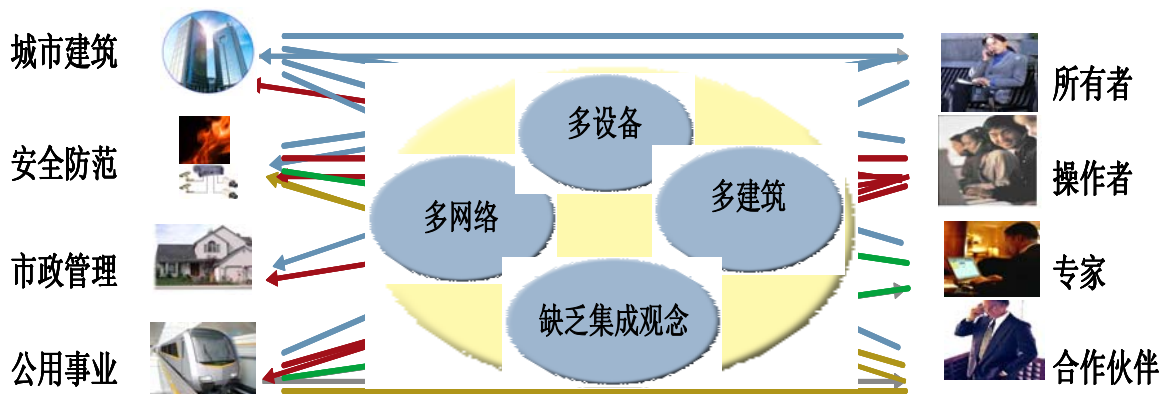 城市建筑
安全防范
市政管理
公用事业
多设备
多网络
多建筑
缺乏集成观念
所有者
操作者
专家
合作伙伴